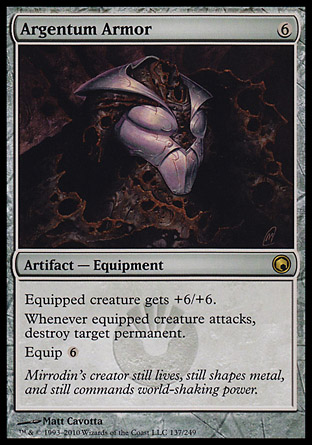 Argentum Armor 6
Artifact — Equipment
Equipped creature gets +6/+6.
Whenever equipped creature attacks,
destroy target permanent.
Equip 6
Mirrodin's creator still lives, still shapes metal,
and still commands world-shaking power.
Matt Cavotta
™ & © 1993–2010 Wizards of the Coast LLC 137/249